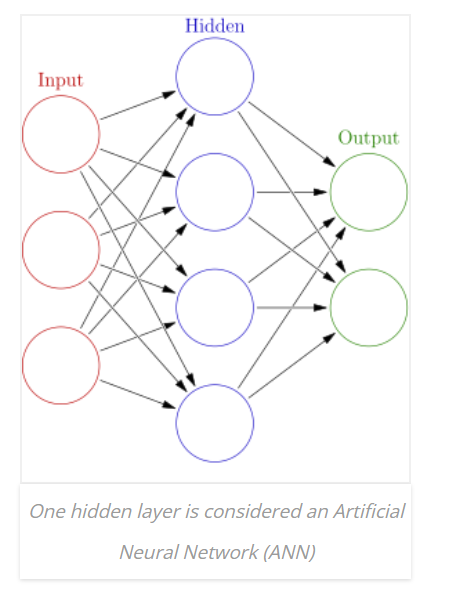 Hidden
Input
Output
One hidden layer is considered an Artificial
Neural Network (ANN)